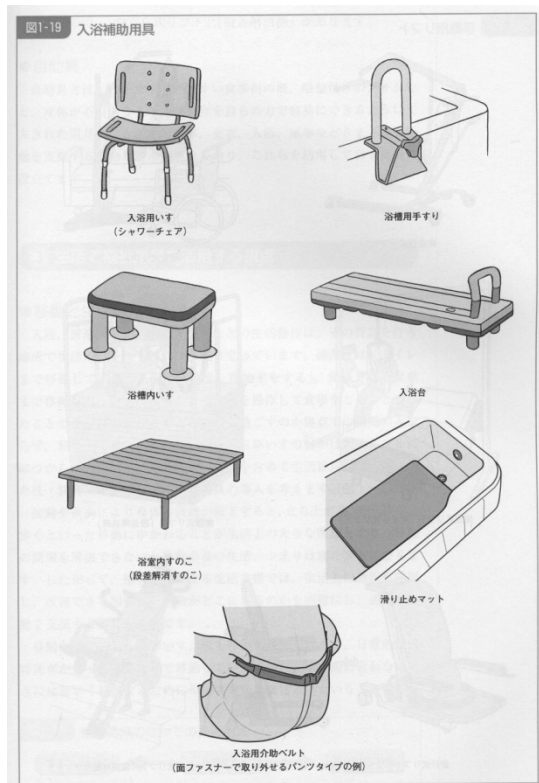 図1-19 入浴補助用具
入浴用いす
(シャワーチェア)
浴槽用手すり
浴槽内いす
入浴台
浴室内すのこ
(段差解消すのこ)
滑り止めマット
入浴用介助ベルト
(面ファスナーで取り外せるパンツタイプの例)